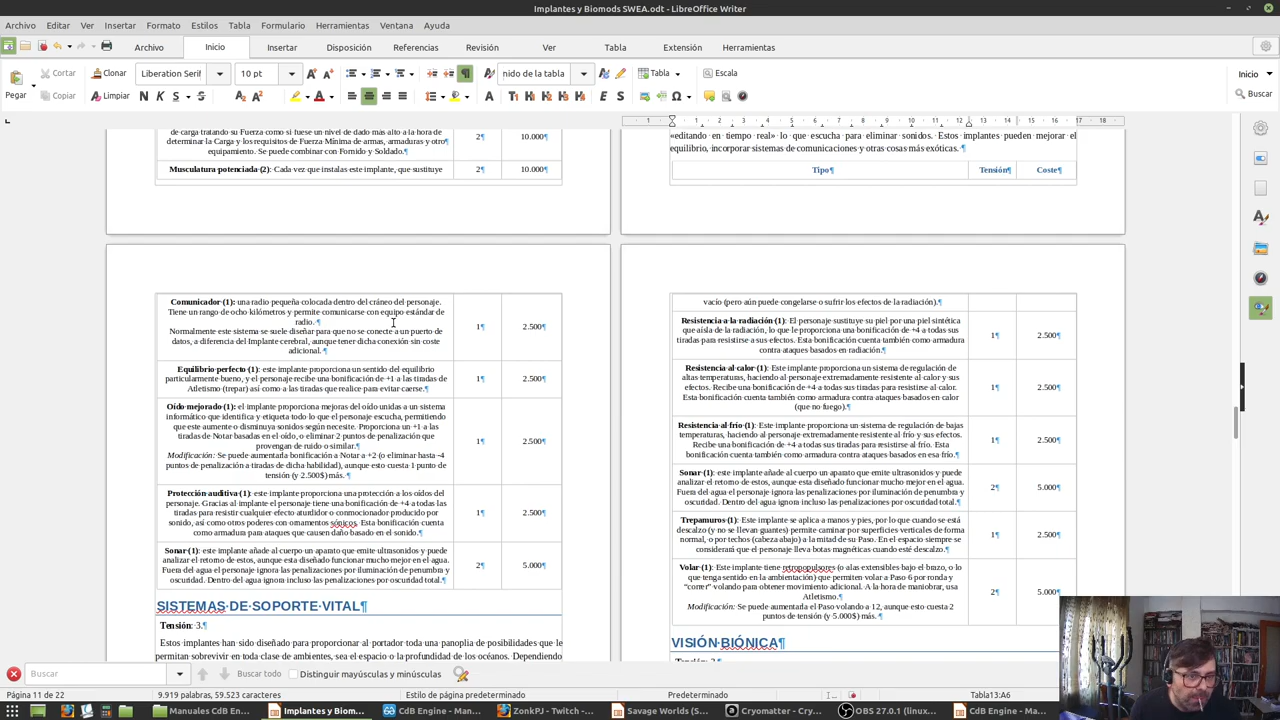 Implantes y Biomods SWEA.odt - LibreOffice Writer
Archivo Editar Ver Insertar Formato Estilos Tabla Formulario Herramientas Ventana Ayuda
Archivo Inicio Insertar Disposición Referencias Revisión Ver Tabla Extensión Herramientas
Cortar Clonar Liberation Serif 10 pt nido de la tabla Tabla Escala Inicio
Pegar Copiar Limpiar Buscar
de carga tratando su Fuerza como si fuese un nivel de dado más alto a la hora de
determinar la Carga y los requisitos de Fuerza Mínima de armas, armaduras y otro¶
equipamiento. Se puede combinar con Fornido y Soldado.¶
2¶ 10.000¶
Musculatura potenciada (2): Cada vez que instalas este implante, que sustituye
2¶ 10.000¶
«editando en tiempo real» lo que escucha para eliminar sonidos. Estos implantes pueden mejorar el
equilibrio, incorporar sistemas de comunicaciones y otras cosas más exóticas. ¶
Tipo¶ Tensión¶ Coste¶
Comunicador (1): una radio pequeña colocada dentro del cráneo del personaje.
Tiene un rango de ocho kilómetros y permite comunicarse con equipo estándar de
radio. ¶
Normalmente este sistema se suele diseñar para que no se conecte a un puerto de
datos, a diferencia del Implante cerebral, aunque tener dicha conexión sin coste
adicional. ¶
1¶ 2.500¶
Equilibrio perfecto (1): este implante proporciona un sentido del equilibrio
particularmente bueno, y el personaje recibe una bonificación de +1 a las tiradas de
Atletismo (trepar) así como a las tiradas que realice para evitar caerse.¶
1¶ 2.500¶
Oído mejorado (1): el implante proporciona mejoras del oído unidas a un sistema
informático que identifica y etiqueta todo lo que el personaje escucha, permitiendo
que este aumente o disminuya sonidos según necesite. Proporciona un +1 a las
tiradas de Notar basadas en el oído, o eliminar 2 puntos de penalización que
provengan de ruido o similar.¶
Modificación: Se puede aumentarla bonificación a Notar a +2 (o eliminar hasta -4
puntos de penalización a tiradas de dicha habilidad), aunque esto cuesta 1 punto de
tensión (y 2.500$) más. ¶
1¶ 2.500¶
Protección auditiva (1): este implante proporciona una protección a los oídos del
personaje. Gracias al implante el personaje tiene una bonificación de +4 a todas las
tiradas para resistir cualquier efecto aturdidor o conmocionador producido por
sonido, así como otros poderes con ornamentos sónicos. Esta bonificación cuenta
como armadura para ataques que causen daño basado en el sonido.¶
1¶ 2.500¶
Sonar (1): este implante añade al cuerpo un aparato que emite ultrasonidos y puede
analizar el retorno de estos, aunque esta diseñado funcionar mucho mejor en el aire.
Fuera del agua el personaje ignora las penalizaciones por iluminación de penumbra y
oscuridad. Dentro del agua ignoro incluso las penalizaciones por oscuridad total.¶
2¶ 5.000¶
SISTEMAS DE SOPORTE VITAL¶
Tensión: 3.¶
Estos implantes han sido diseñado para proporcionar al portador toda una panoplia de posibilidades que le
permitan sobrevivir en toda clase de ambientes, sea el espacio o la profundidad de los océanos. Dependiendo
vacío (pero aún puede congelarse o sufrir los efectos de la radiación).¶
Resistencia a la radiación (1): El personaje sustituye su piel por una piel sintética
que aísla de la radiación, lo que le proporciona una bonificación de +4 a todas sus
tiradas para resistirse a sus efectos. Esta bonificación cuenta también como armadura
contra ataques basados en radiación.¶
1¶ 2.500¶
Resistencia al calor (1): Este implante proporciona un sistema de regulación de
altas temperaturas, haciendo al personaje extremadamente resistente al calor y sus
efectos. Recibe una bonificación de +4 a todas sus tiradas para resistirse al calor.
Esta bonificación cuenta también como armadura contra ataques basados en calor
(que no fuego).¶
1¶ 2.500¶
Resistencia al frío (1): Este implante proporciona un sistema de regulación de bajas
temperaturas, haciendo al personaje extremadamente resistente al frío y sus efectos.
Recibe una bonificación de +4 a todas sus tiradas para resistirse al frío. Esta
bonificación cuenta también como armadura contra ataques basados en esa frío.¶
1¶ 2.500¶
Sonar (1): este implante añade al cuerpo un aparato que emite ultrasonidos y puede
analizar el retorno de estos, aunque esta diseñado funcionar mucho mejor en el aire.
Fuera del agua el personaje ignora las penalizaciones por iluminación de penumbra y
oscuridad. Dentro del agua ignoro incluso las penalizaciones por oscuridad total.¶
2¶ 5.000¶
Trepamuros (1): Este implante se aplica a manos y pies, por lo cuando se está
descalzo (y no se llevan guantes) permite caminar por superficies verticales de forma
normal, o por techos (cabeza abajo) a la mitad de su Paso. En el espacio siempre se
considerará que el personaje lleva botas magnéticas cuando esté descalzo.¶
1¶ 2.500¶
Volar (1): Este implante tiene retropopulsores (o alas extensibles bajo el brazo, o lo
que tenga sentido en la ambientación) que permiten volar a Paso 6 por ronda y
“correr” volando para obtener movimiento adicional. A la hora de maniobrar, usa
Atletismo.¶
Modificación: Se puede aumentarla el Paso volando a 12, aunque esto cuesta 2
puntos de tensión (y 5.000$) más. ¶
2¶ 5.000¶
VISIÓN BIÓNICA¶
Buscar Buscar todo Distinguir mayúsculas y minúsculas
Página 11 de 22 9.919 palabras, 59.523 caracteres Estilo de página predeterminado Predeterminado Tabla13:A6
Manuales CdB En... Implantes y Biom... CdB Engine - Man... ZonkPJ - Twitch -... Savage Worlds (S... Cryomatter - Cry... OBS 27.0.1 (linux... CdB Engine - Man...